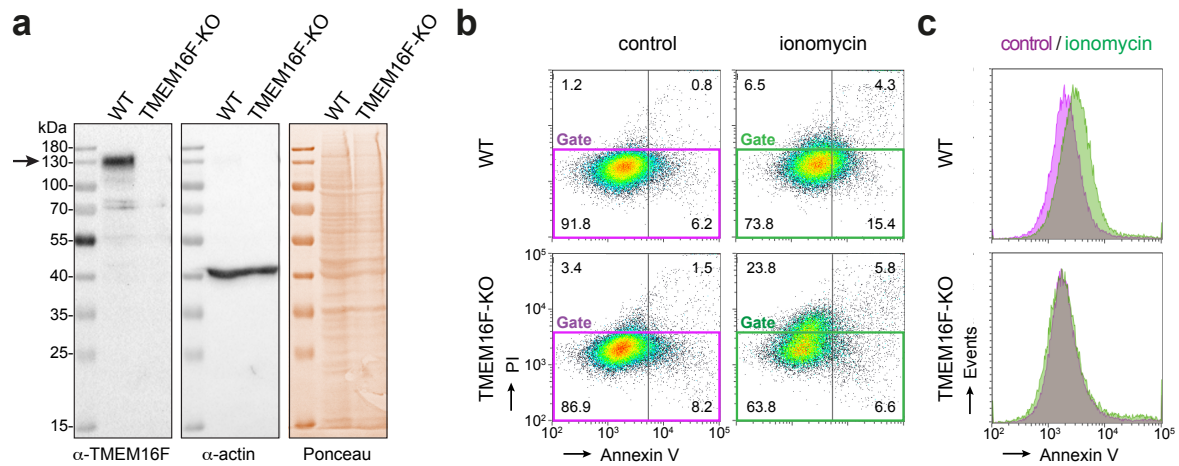 a
WT
TMEM16F-KO
WT
TMEM16F-KO
WT
TMEM16F-KO
kDa
180-
130-
100-
70-
55-
40-
35-
25-
15-
α-TMEM16F
α-actin
Ponceau
b
control
ionomycin
WT
1.2
0.8
Gate
91.8
6.2
6.5
4.3
Gate
73.8
15.4
TMEM16F-KO
3.4
1.5
Gate
86.9
8.2
23.8
5.8
Gate
63.8
6.6
10⁵
10⁴
10³
10²
PI
10²
10³
10⁴
10⁵
Annexin V
c
control / ionomycin
WT
TMEM16F-KO
Events
10²
10³
10⁴
10⁵
Annexin V